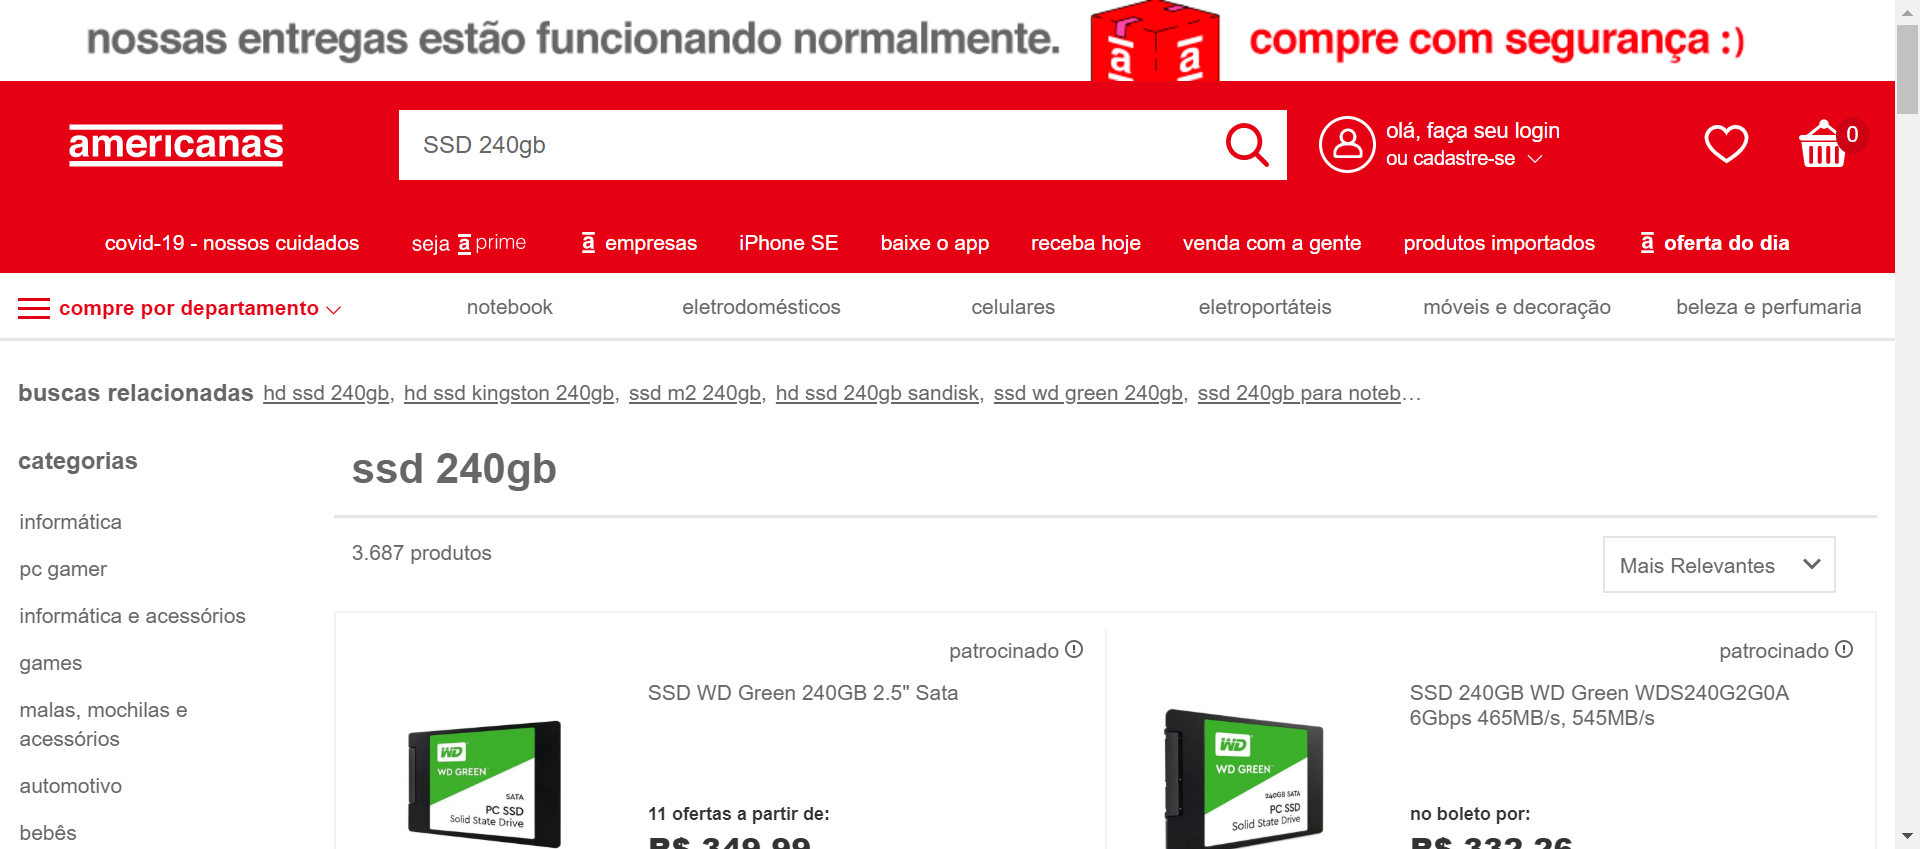 nossas entregas estão funcionando normalmente.
a a
compre com segurança :)
americanas
SSD 240gb
olá, faça seu login
ou cadastre-se
0
covid-19 - nossos cuidados
seja a prime
a empresas
iPhone SE
baixe o app
receba hoje
venda com a gente
produtos importados
a oferta do dia
compre por departamento
notebook
eletrodomésticos
celulares
eletroportáteis
móveis e decoração
beleza e perfumaria
buscas relacionadas hd ssd 240gb, hd ssd kingston 240gb, ssd m2 240gb, hd ssd 240gb sandisk, ssd wd green 240gb, ssd 240gb para noteb…
categorias
informática
pc gamer
informática e acessórios
games
malas, mochilas e
acessórios
automotivo
bebês
ssd 240gb
3.687 produtos
Mais Relevantes
patrocinado
SSD WD Green 240GB 2.5" Sata
WD
WD GREEN
SATA
PC SSD
Solid State Drive
11 ofertas a partir de:
R$ 349,99
patrocinado
SSD 240GB WD Green WDS240G2G0A
6Gbps 465MB/s, 545MB/s
WD
WD GREEN
240GB SATA
PC SSD
Solid State Drive
no boleto por:
R$ 332,26